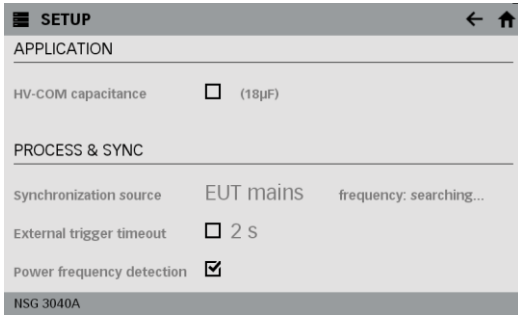 SETUP
APPLICATION
HV-COM capacitance (18µF)
PROCESS & SYNC
Synchronization source EUT mains frequency: searching...
External trigger timeout 2 s
Power frequency detection
NSG 3040A